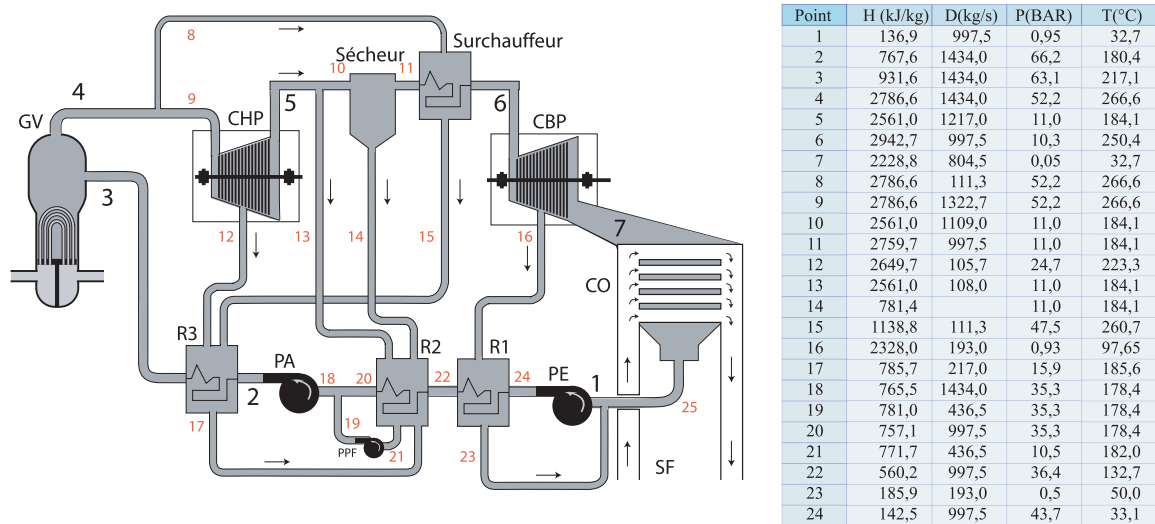 8
Surchauffeur
Sécheur
10
11
4
9
5
6
GV
CHP
CBP
3
7
12
13
14
15
16
CO
R3
PA
R2
R1
PE
2
18
20
22
24
1
25
17
19
PPF
21
23
SF
Point H (kJ/kg) D(kg/s) P(BAR) T(°C)
1 136,9 997,5 0,95 32,7
2 767,6 1434,0 66,2 180,4
3 931,6 1434,0 63,1 217,1
4 2786,6 1434,0 52,2 266,6
5 2561,0 1217,0 11,0 184,1
6 2942,7 997,5 10,3 250,4
7 2228,8 804,5 0,05 32,7
8 2786,6 111,3 52,2 266,6
9 2786,6 1322,7 52,2 266,6
10 2561,0 1109,0 11,0 184,1
11 2759,7 997,5 11,0 184,1
12 2649,7 105,7 24,7 223,3
13 2561,0 108,0 11,0 184,1
14 781,4 11,0 184,1
15 1138,8 111,3 47,5 260,7
16 2328,0 193,0 0,93 97,65
17 785,7 217,0 15,9 185,6
18 765,5 1434,0 35,3 178,4
19 781,0 436,5 35,3 178,4
20 757,1 997,5 35,3 178,4
21 771,7 436,5 10,5 182,0
22 560,2 997,5 36,4 132,7
23 185,9 193,0 0,5 50,0
24 142,5 997,5 43,7 33,1